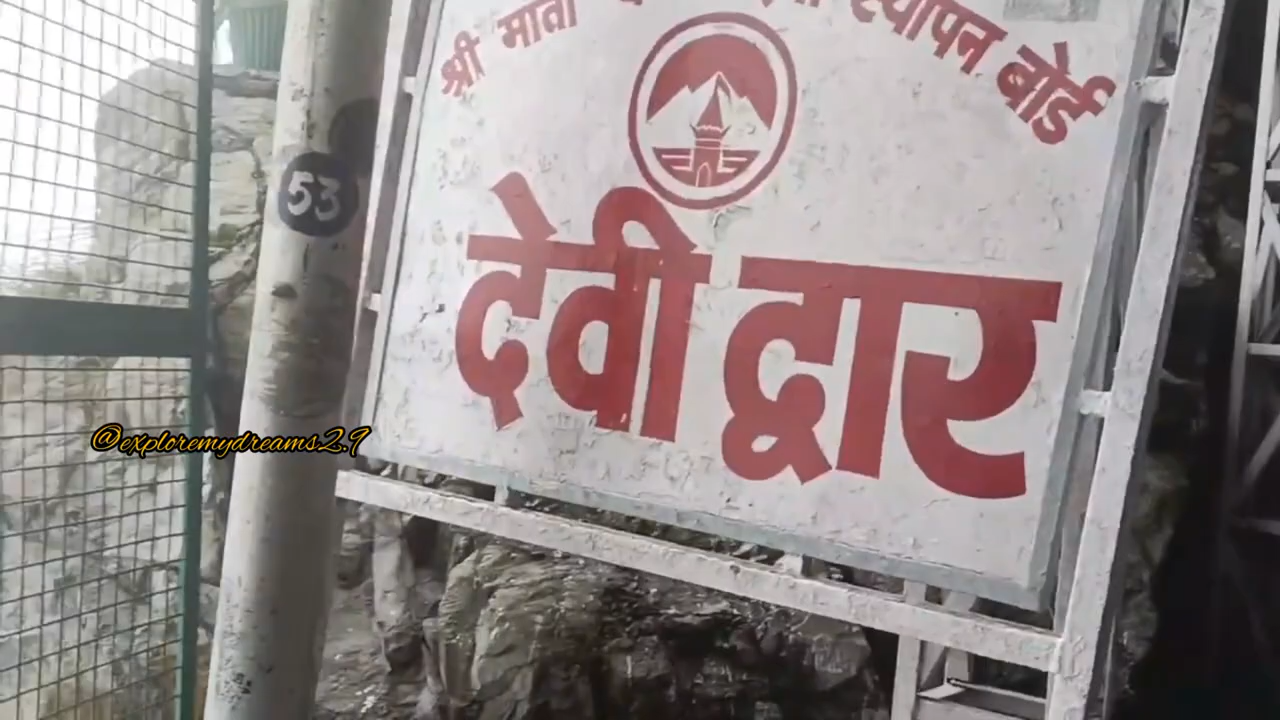 श्री माता स्थापन बोर्ड
देवी द्वार
53
@exploremydreams2.9